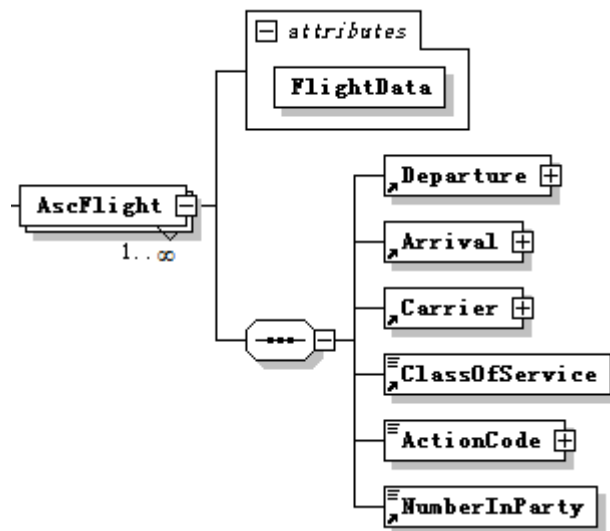 attributes
FlightData
AscFlight
1..∞
Departure
Arrival
Carrier
ClassOfService
ActionCode
NumberInParty